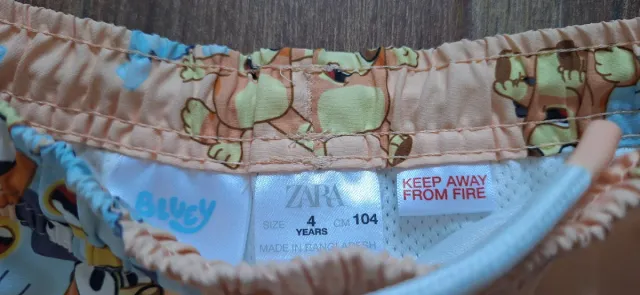 BLUEY
ZARA
SIZE 4 CM 104
YEARS
MADE IN BANGLADESH
KEEP AWAY
FROM FIRE